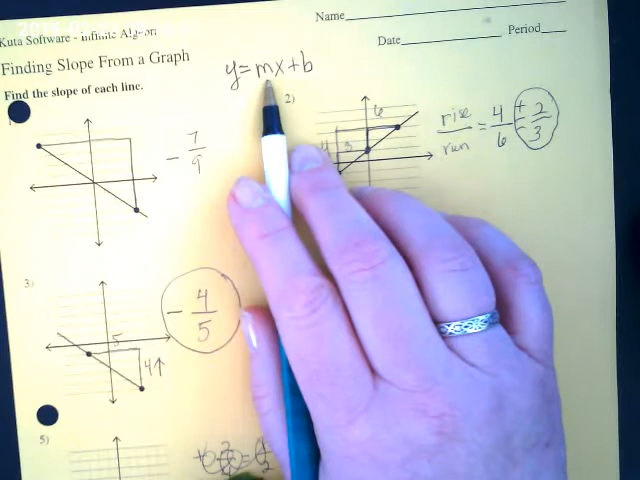 Kuta Software - Infinite Algebra
Name
Date Period
Finding Slope From a Graph
y=mx+b
Find the slope of each line.
2)
6
4
3
rise/run = 4/6 = + 2/3
- 7/9
3)
5
4↑
- 4/5
5)